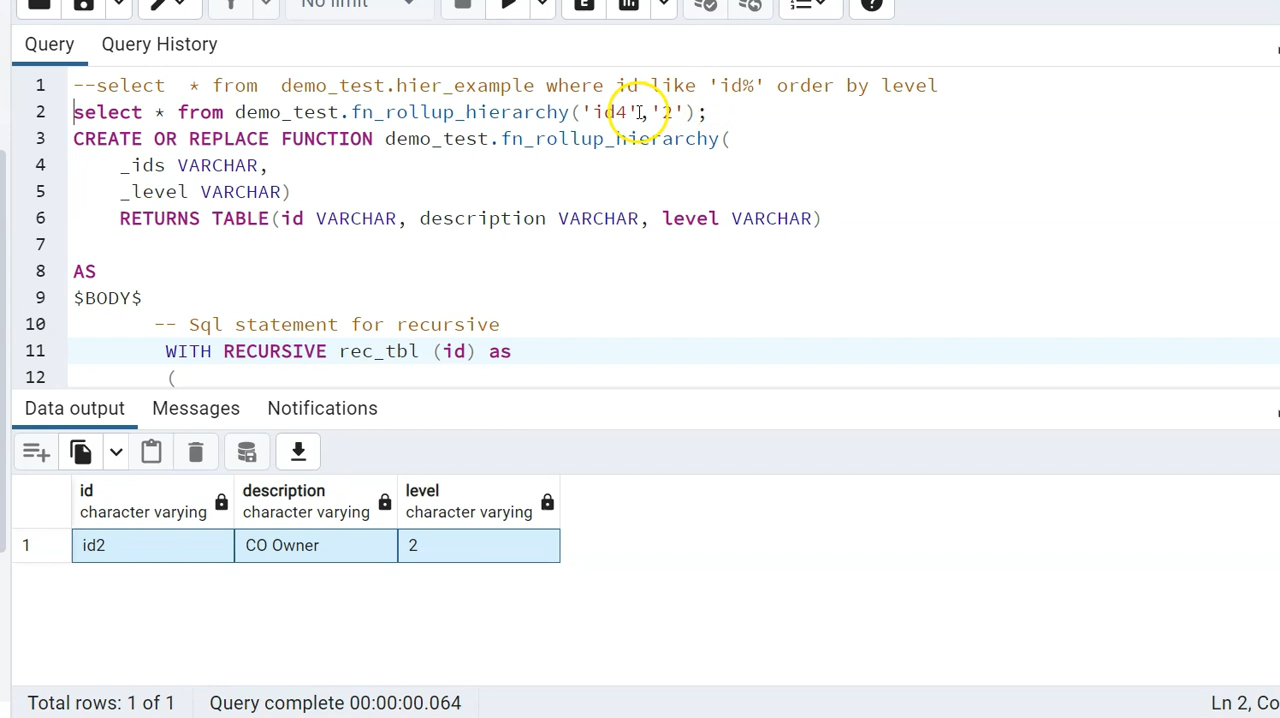 No limit
Query Query History
1 --select * from demo_test.hier_example where id like 'id%' order by level
2 select * from demo_test.fn_rollup_hierarchy('id4','2');
3 CREATE OR REPLACE FUNCTION demo_test.fn_rollup_hierarchy(
4 _ids VARCHAR,
5 _level VARCHAR)
6 RETURNS TABLE(id VARCHAR, description VARCHAR, level VARCHAR)
7
8 AS
9 $BODY$
10 -- Sql statement for recursive
11 WITH RECURSIVE rec_tbl (id) as
12 (
Data output Messages Notifications
id description level
character varying character varying character varying
1 id2 CO Owner 2
Total rows: 1 of 1 Query complete 00:00:00.064 Ln 2, Co